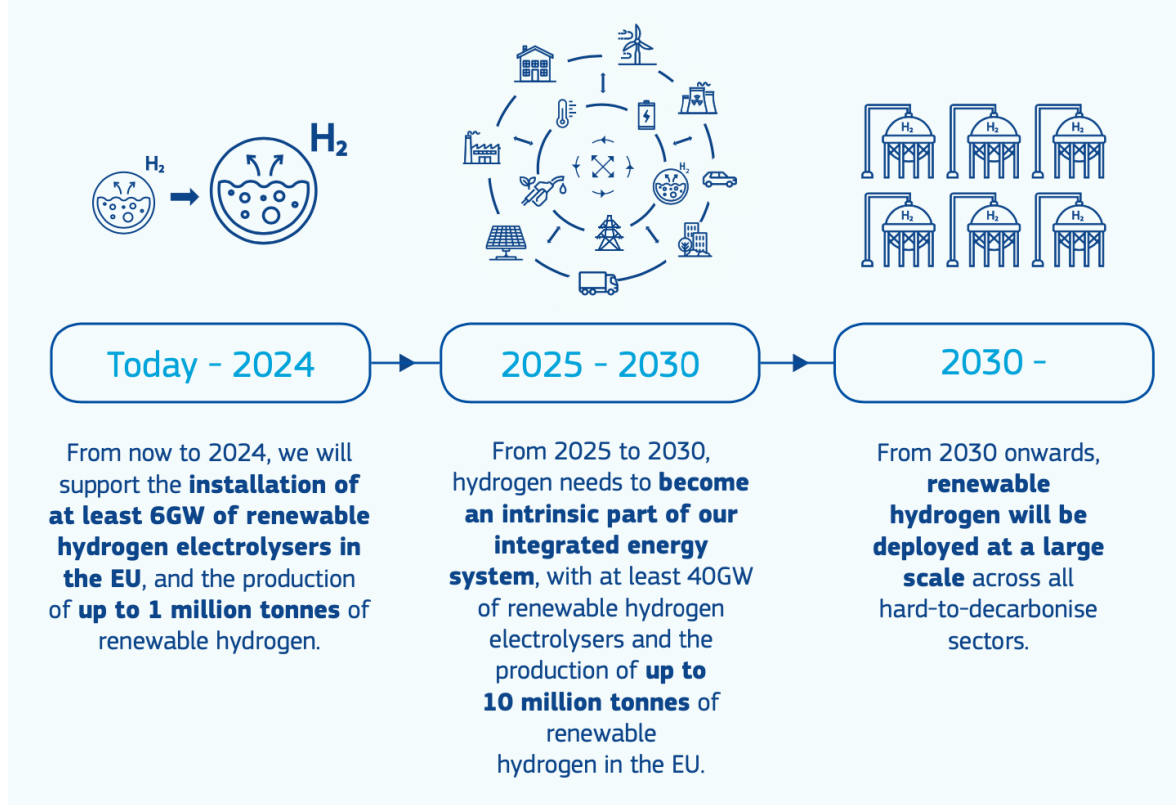 H₂
H₂
H₂
H₂
H₂
H₂
H₂
H₂
H₂
Today - 2024
2025 - 2030
2030 -
From now to 2024, we will
support the installation of
at least 6GW of renewable
hydrogen electrolysers in
the EU, and the production
of up to 1 million tonnes of
renewable hydrogen.
From 2025 to 2030,
hydrogen needs to become
an intrinsic part of our
integrated energy
system, with at least 40GW
of renewable hydrogen
electrolysers and the
production of up to
10 million tonnes of
renewable
hydrogen in the EU.
From 2030 onwards,
renewable
hydrogen will be
deployed at a large
scale across all
hard-to-decarbonise
sectors.